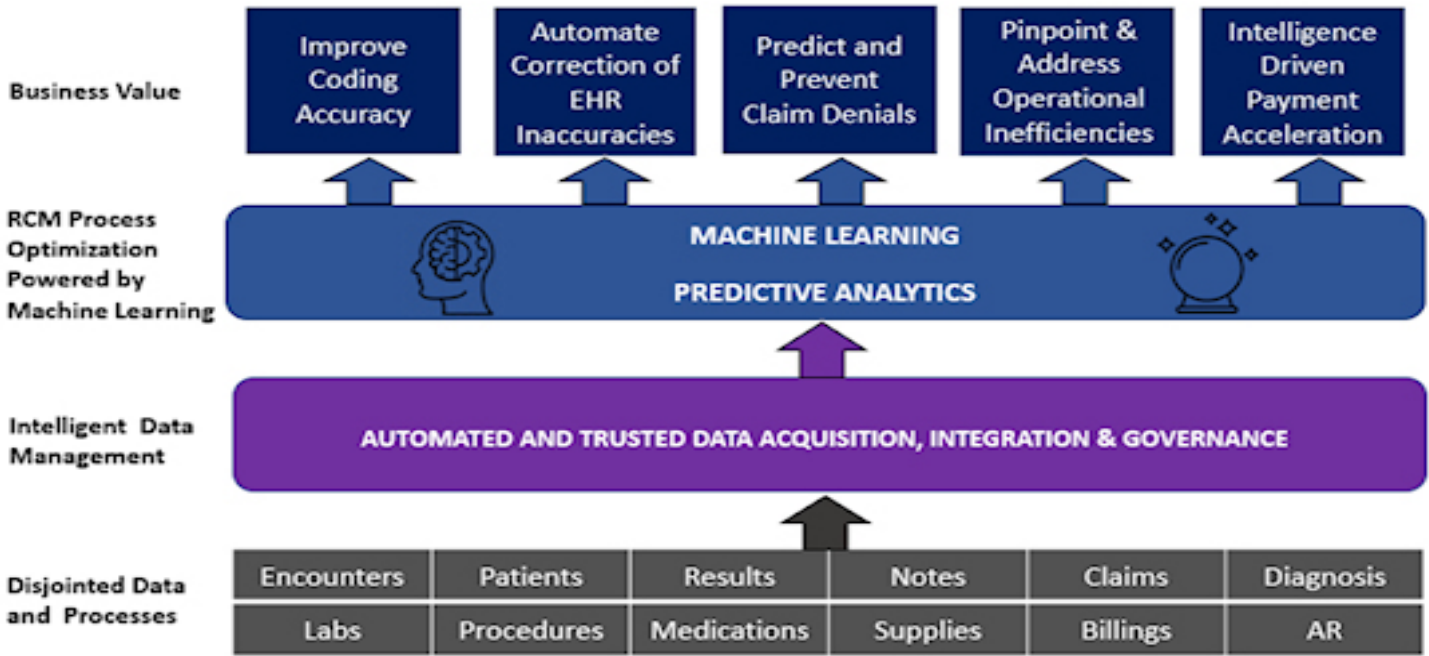 Business Value
Improve
Coding
Accuracy
Automate
Correction of
EHR
Inaccuracies
Predict and
Prevent
Claim Denials
Pinpoint &
Address
Operational
Inefficiencies
Intelligence
Driven
Payment
Acceleration
RCM Process
Optimization
Powered by
Machine Learning
MACHINE LEARNING
PREDICTIVE ANALYTICS
Intelligent Data
Management
AUTOMATED AND TRUSTED DATA ACQUISITION, INTEGRATION & GOVERNANCE
Disjointed Data
and Processes
Encounters
Patients
Results
Notes
Claims
Diagnosis
Labs
Procedures
Medications
Supplies
Billings
AR